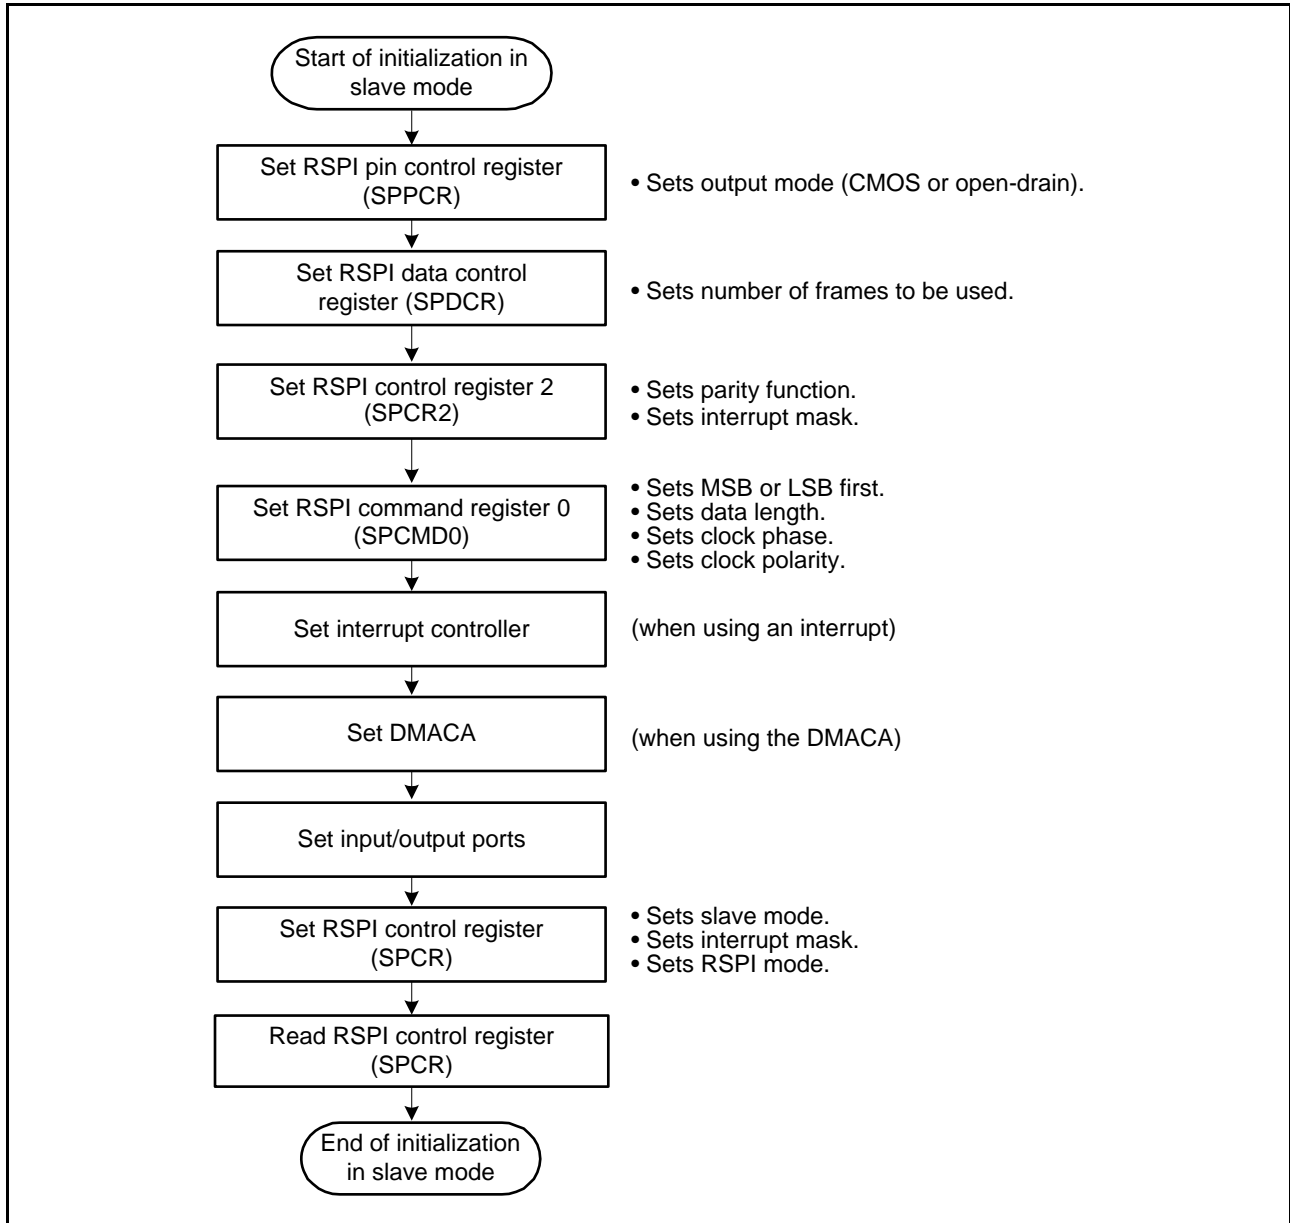 Start of initialization in
slave mode
Set RSPI pin control register
(SPPCR)
• Sets output mode (CMOS or open-drain).
Set RSPI data control
register (SPDCR)
• Sets number of frames to be used.
Set RSPI control register 2
(SPCR2)
• Sets parity function.
• Sets interrupt mask.
Set RSPI command register 0
(SPCMD0)
• Sets MSB or LSB first.
• Sets data length.
• Sets clock phase.
• Sets clock polarity.
Set interrupt controller
(when using an interrupt)
Set DMACA
(when using the DMACA)
Set input/output ports
Set RSPI control register
(SPCR)
• Sets slave mode.
• Sets interrupt mask.
• Sets RSPI mode.
Read RSPI control register
(SPCR)
End of initialization
in slave mode